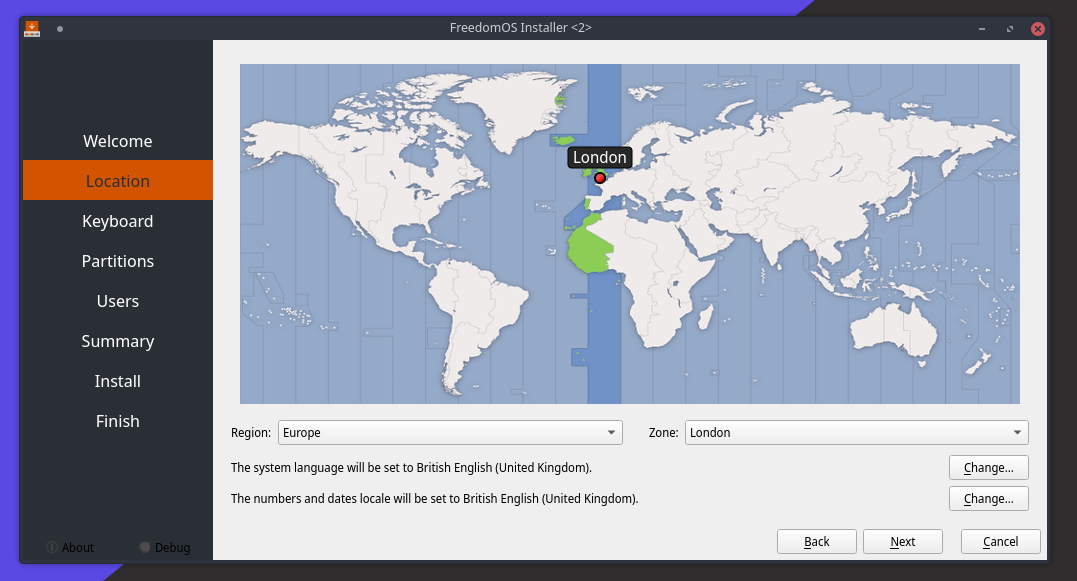 FreedomOS Installer <2>
Welcome
Location
Keyboard
Partitions
Users
Summary
Install
Finish
About
Debug
London
Region: Europe
Zone: London
The system language will be set to British English (United Kingdom).
Change...
The numbers and dates locale will be set to British English (United Kingdom).
Change...
Back
Next
Cancel